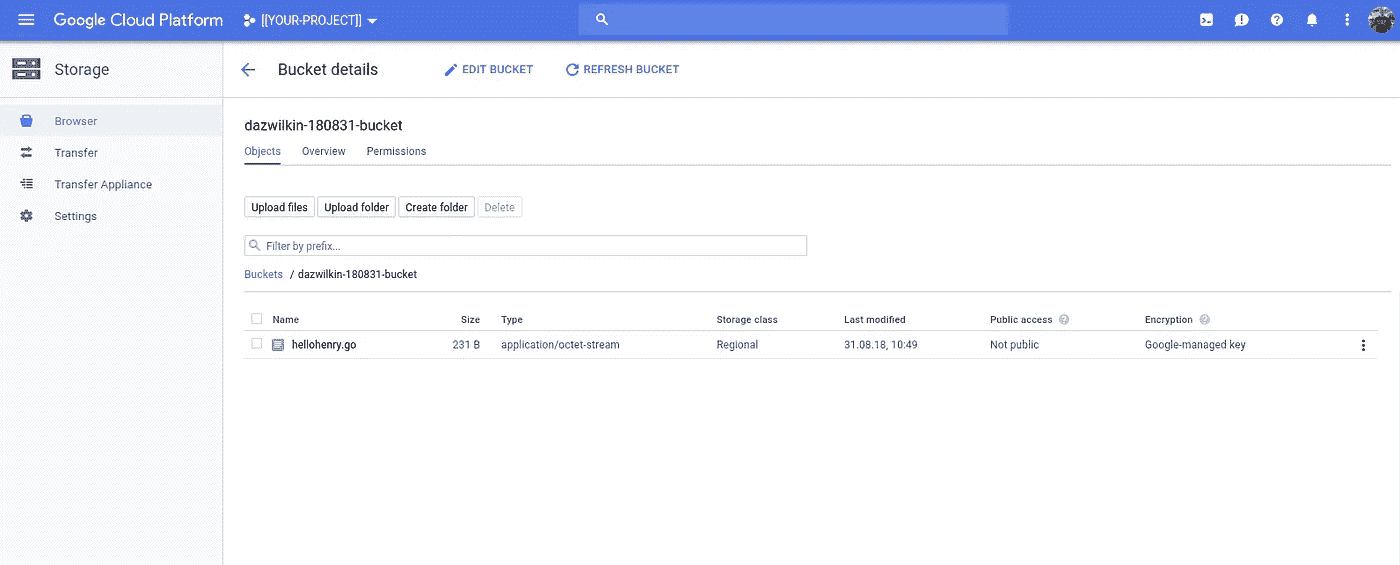 Google Cloud Platform [[YOUR-PROJECT]]
Storage
Bucket details EDIT BUCKET REFRESH BUCKET
Browser
Transfer
Transfer Appliance
Settings
dazwilkin-180831-bucket
Objects Overview Permissions
Upload files Upload folder Create folder Delete
Filter by prefix...
Buckets / dazwilkin-180831-bucket
Name Size Type Storage class Last modified Public access Encryption
hellohenry.go 231 B application/octet-stream Regional 31.08.18, 10:49 Not public Google-managed key